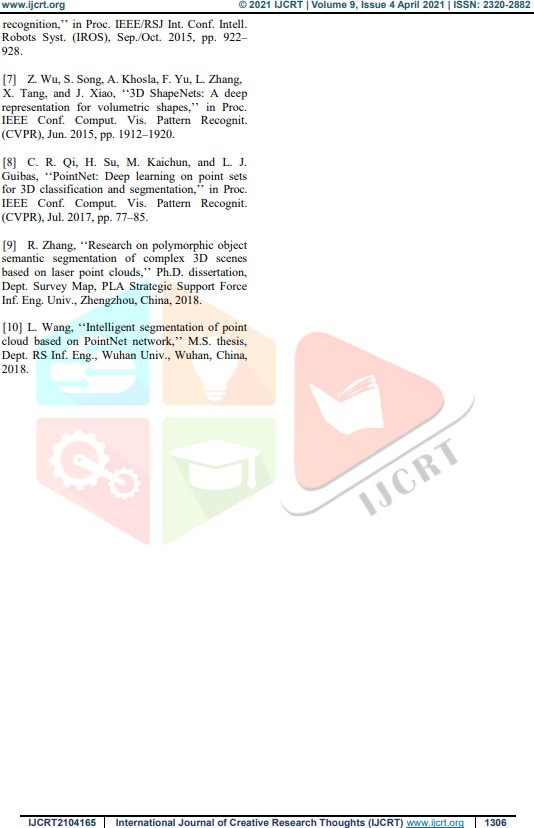 www.ijcrt.org © 2021 IJCRT | Volume 9, Issue 4 April 2021 | ISSN: 2320-2882
recognition,’’ in Proc. IEEE/RSJ Int. Conf. Intell.
Robots Syst. (IROS), Sep./Oct. 2015, pp. 922–
928.
[7] Z. Wu, S. Song, A. Khosla, F. Yu, L. Zhang,
X. Tang, and J. Xiao, ‘‘3D ShapeNets: A deep
representation for volumetric shapes,’’ in Proc.
IEEE Conf. Comput. Vis. Pattern Recognit.
(CVPR), Jun. 2015, pp. 1912–1920.
[8] C. R. Qi, H. Su, M. Kaichun, and L. J.
Guibas, ‘‘PointNet: Deep learning on point sets
for 3D classification and segmentation,’’ in Proc.
IEEE Conf. Comput. Vis. Pattern Recognit.
(CVPR), Jul. 2017, pp. 77–85.
[9] R. Zhang, ‘‘Research on polymorphic object
semantic segmentation of complex 3D scenes
based on laser point clouds,’’ Ph.D. dissertation,
Dept. Survey Map, PLA Strategic Support Force
Inf. Eng. Univ., Zhengzhou, China, 2018.
[10] L. Wang, ‘‘Intelligent segmentation of point
cloud based on PointNet network,’’ M.S. thesis,
Dept. RS Inf. Eng., Wuhan Univ., Wuhan, China,
2018.
IJCRT
IJCRT2104165 International Journal of Creative Research Thoughts (IJCRT) www.ijcrt.org 1306